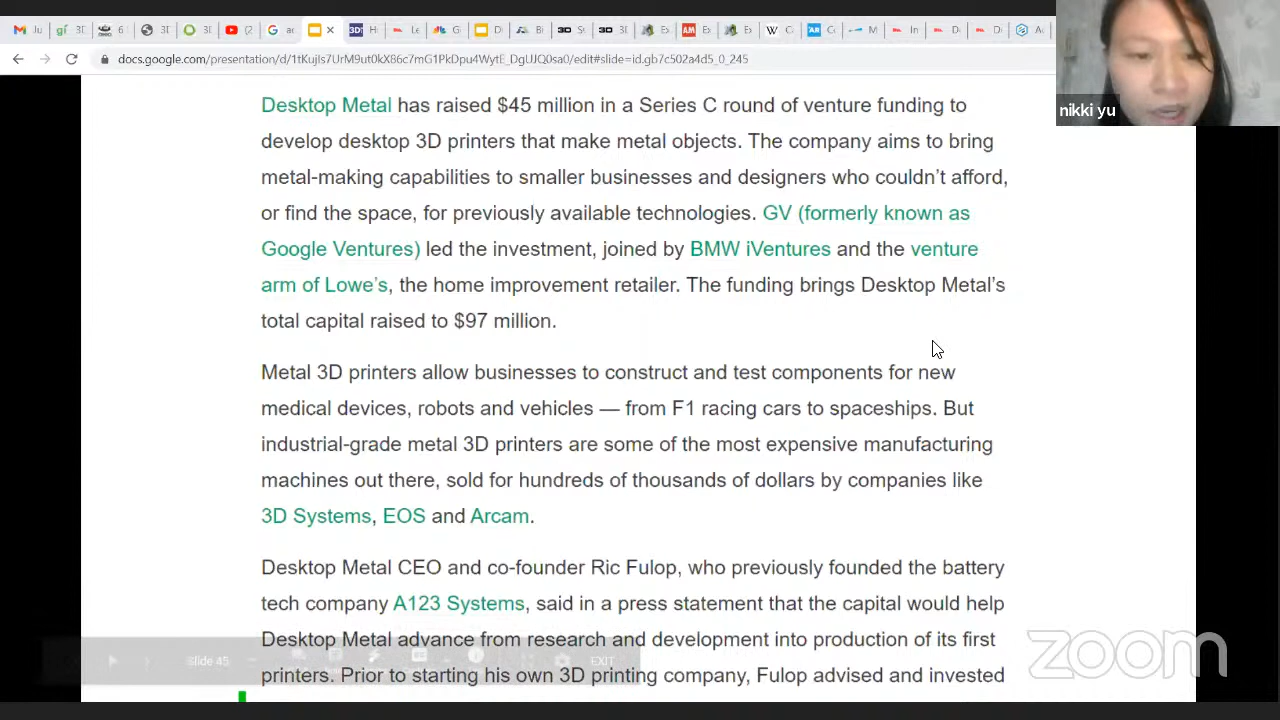 docs.google.com/presentation/d/1tKujIs7UrM9ut0kX86c7mG1PkDpu4WytE_DgUJQ0sa0/edit#slide=id.gb7c502a4d5_0_245
nikki yu
Desktop Metal has raised $45 million in a Series C round of venture funding to
develop desktop 3D printers that make metal objects. The company aims to bring
metal-making capabilities to smaller businesses and designers who couldn’t afford,
or find the space, for previously available technologies. GV (formerly known as
Google Ventures) led the investment, joined by BMW iVentures and the venture
arm of Lowe’s, the home improvement retailer. The funding brings Desktop Metal’s
total capital raised to $97 million.
Metal 3D printers allow businesses to construct and test components for new
medical devices, robots and vehicles — from F1 racing cars to spaceships. But
industrial-grade metal 3D printers are some of the most expensive manufacturing
machines out there, sold for hundreds of thousands of dollars by companies like
3D Systems, EOS and Arcam.
Desktop Metal CEO and co-founder Ric Fulop, who previously founded the battery
tech company A123 Systems, said in a press statement that the capital would help
Desktop Metal advance from research and development into production of its first
printers. Prior to starting his own 3D printing company, Fulop advised and invested
Slide 45
EXIT
zoom